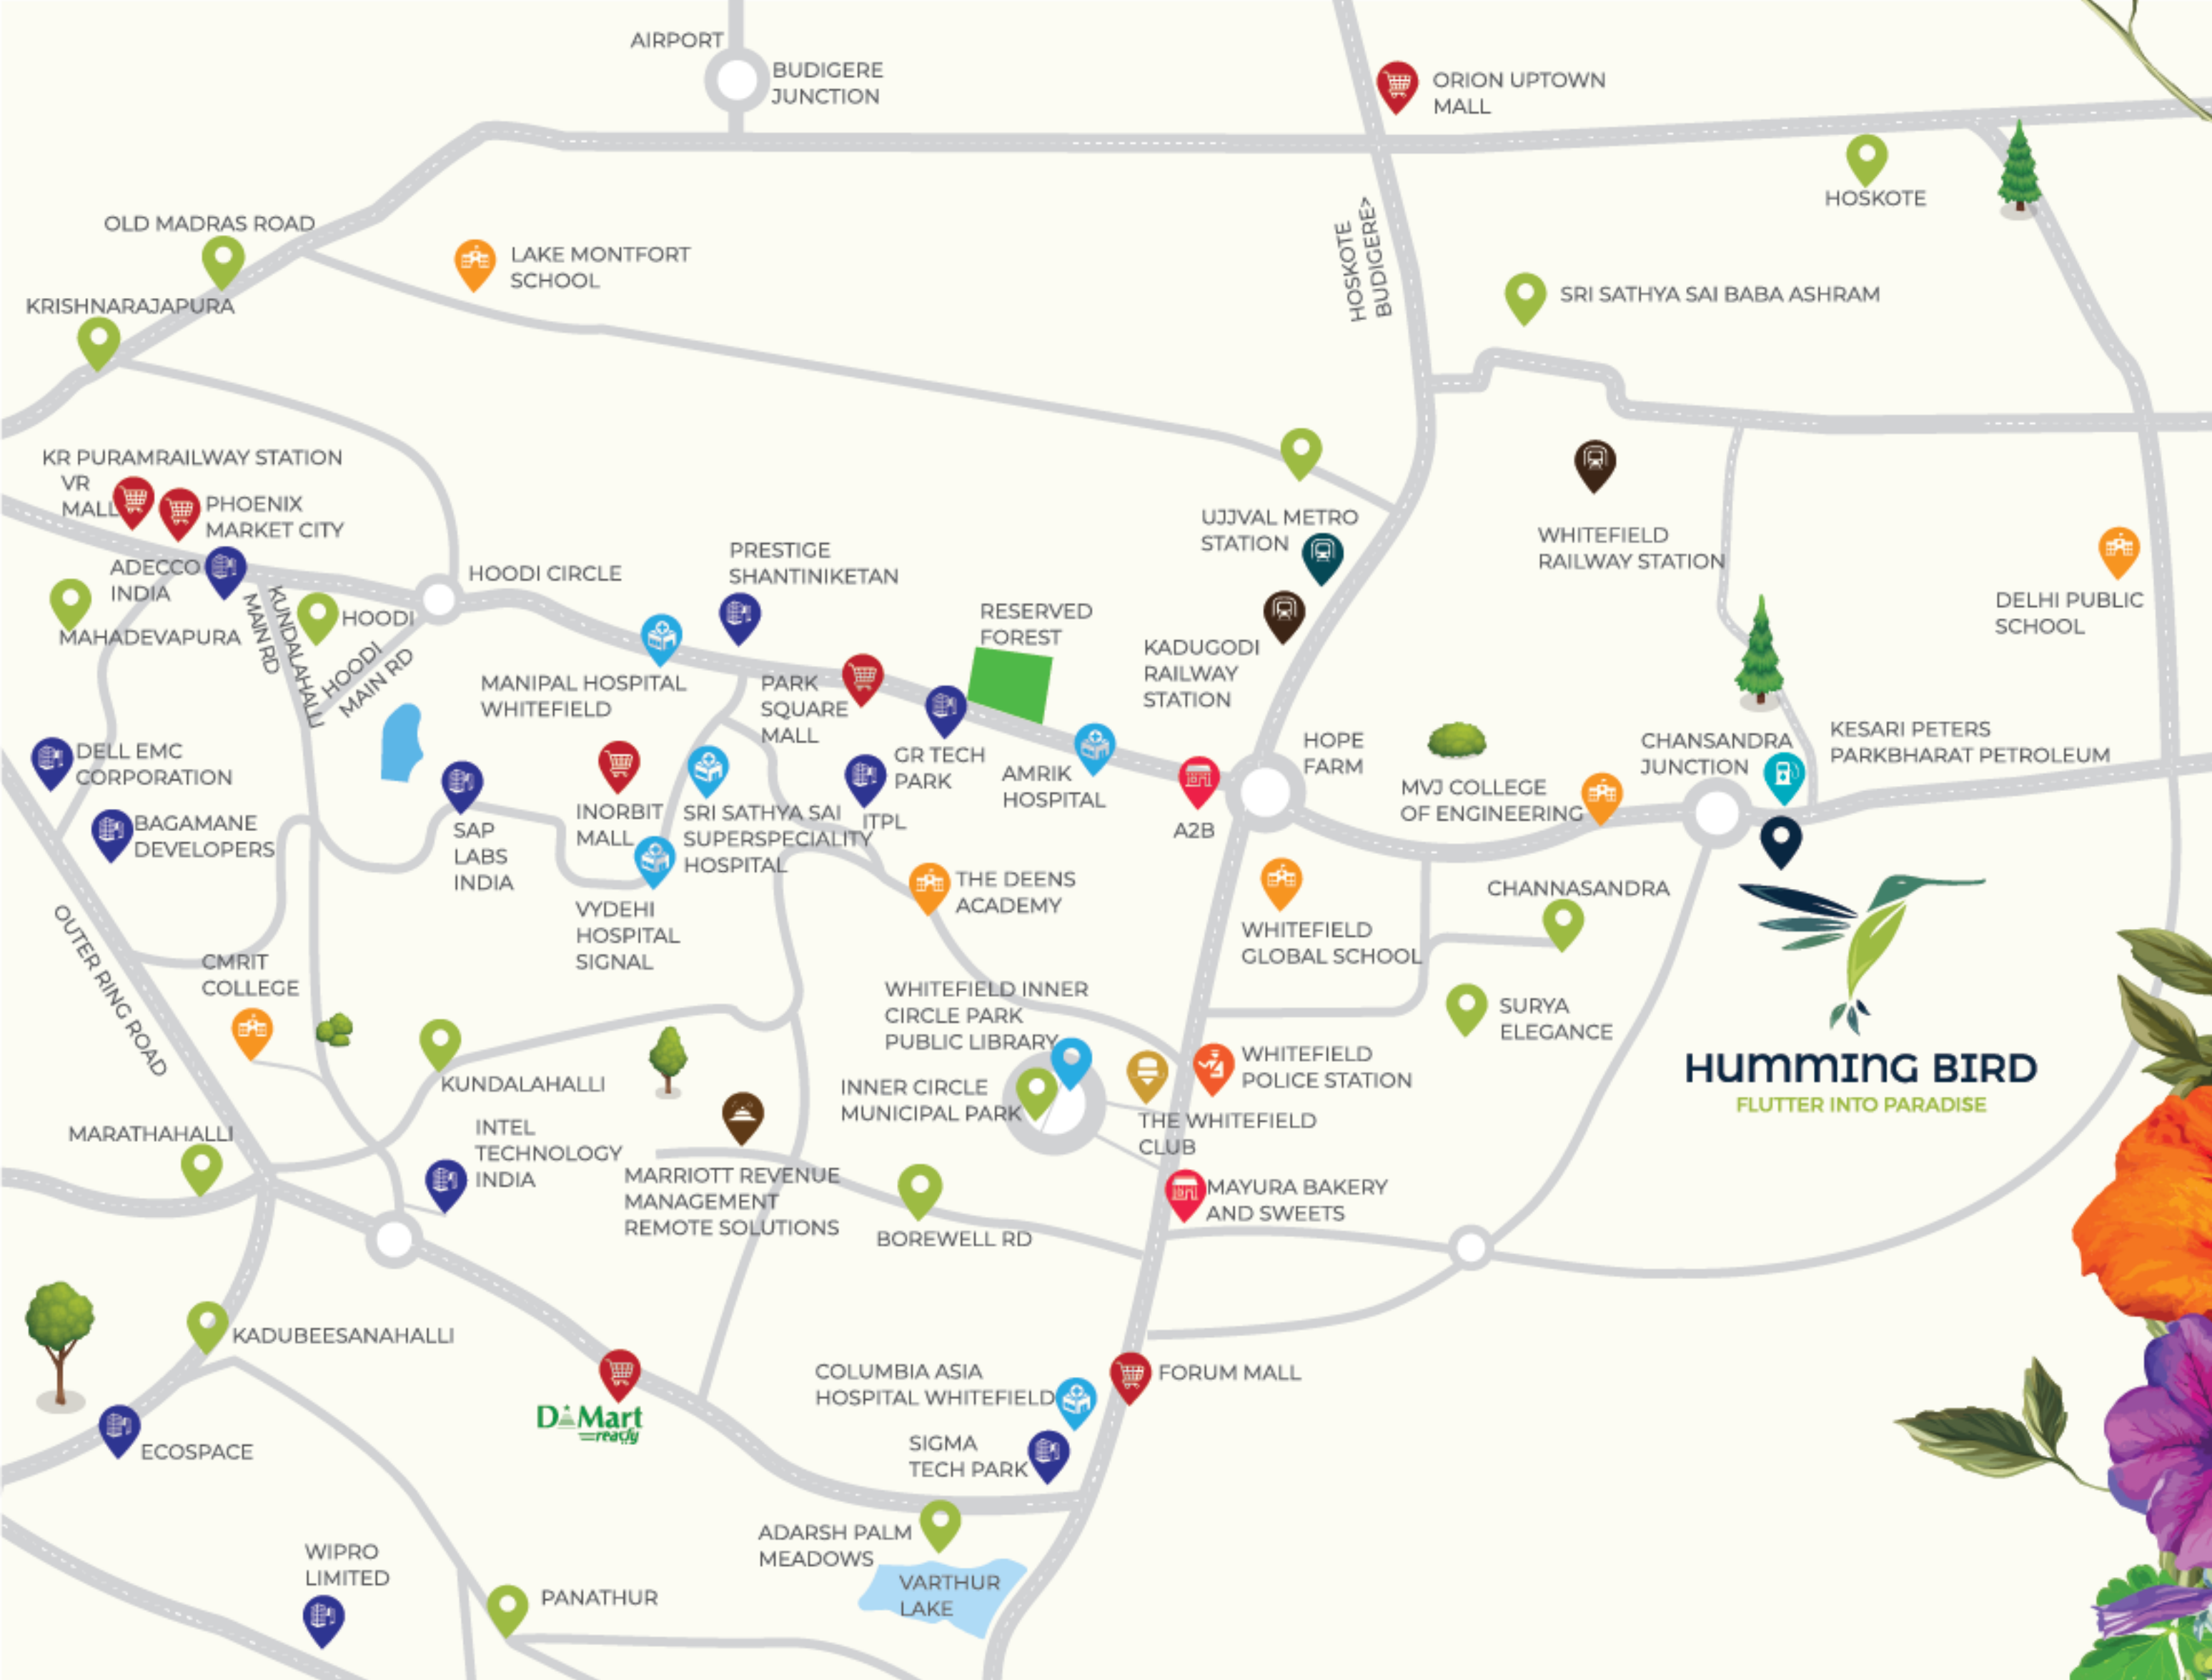 AIRPORT
BUDIGERE
JUNCTION
ORION UPTOWN
MALL
HOSKOTE
OLD MADRAS ROAD
LAKE MONTFORT
SCHOOL
HOSKOTE
BUDIGERE>
SRI SATHYA SAI BABA ASHRAM
KRISHNARAJAPURA
KR PURAMRAILWAY STATION
VR
MALL
PHOENIX
MARKET CITY
UJJVAL METRO
STATION
WHITEFIELD
RAILWAY STATION
ADECCO
INDIA
HOODI CIRCLE
PRESTIGE
SHANTINIKETAN
MAHADEVAPURA
KUNDALAHALLI
MAIN RD
HOODI
HOODI
MAIN RD
RESERVED
FOREST
KADUGODI
RAILWAY
STATION
DELHI PUBLIC
SCHOOL
MANIPAL HOSPITAL
WHITEFIELD
PARK
SQUARE
MALL
DELL EMC
CORPORATION
GR TECH
PARK
AMRIK
HOSPITAL
HOPE
FARM
CHANSANDRA
JUNCTION
KESARI PETERS
PARKBHARAT PETROLEUM
MVJ COLLEGE
OF ENGINEERING
BAGAMANE
DEVELOPERS
SAP
LABS
INDIA
INORBIT
MALL
SRI SATHYA SAI
SUPERSPECIALITY
HOSPITAL
ITPL
A2B
THE DEENS
ACADEMY
CHANNASANDRA
VYDEHI
HOSPITAL
SIGNAL
WHITEFIELD
GLOBAL SCHOOL
OUTER RING ROAD
CMRIT
COLLEGE
WHITEFIELD INNER
CIRCLE PARK
PUBLIC LIBRARY
SURYA
ELEGANCE
KUNDALAHALLI
INNER CIRCLE
MUNICIPAL PARK
WHITEFIELD
POLICE STATION
HUMMING BIRD
FLUTTER INTO PARADISE
THE WHITEFIELD
CLUB
MARATHAHALLI
INTEL
TECHNOLOGY
INDIA
MARRIOTT REVENUE
MANAGEMENT
REMOTE SOLUTIONS
BOREWELL RD
MAYURA BAKERY
AND SWEETS
KADUBEESANAHALLI
COLUMBIA ASIA
HOSPITAL WHITEFIELD
FORUM MALL
DMart
ready
ECOSPACE
SIGMA
TECH PARK
ADARSH PALM
MEADOWS
WIPRO
LIMITED
PANATHUR
VARTHUR
LAKE